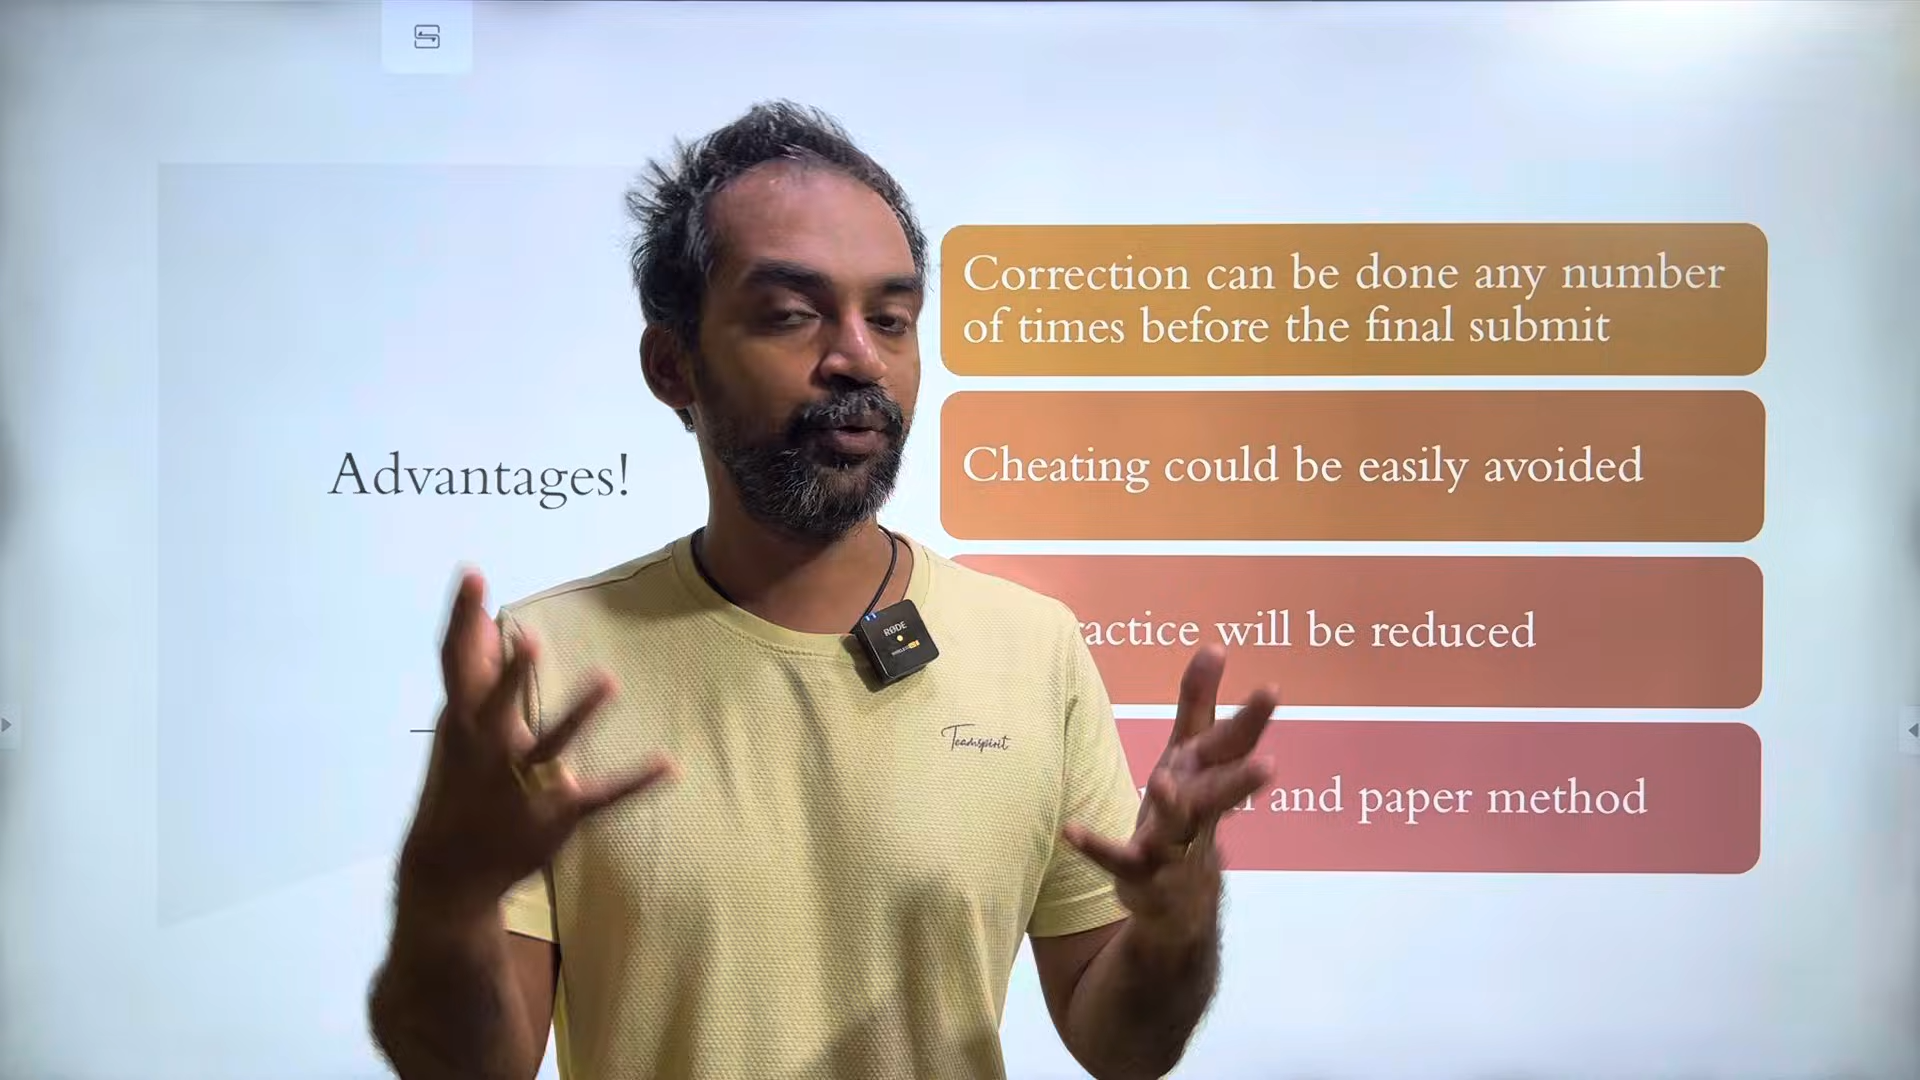 Advantages!
Correction can be done any number
of times before the final submit
Cheating could be easily avoided
will be reduced
and paper method
RØDE
Teamspirit